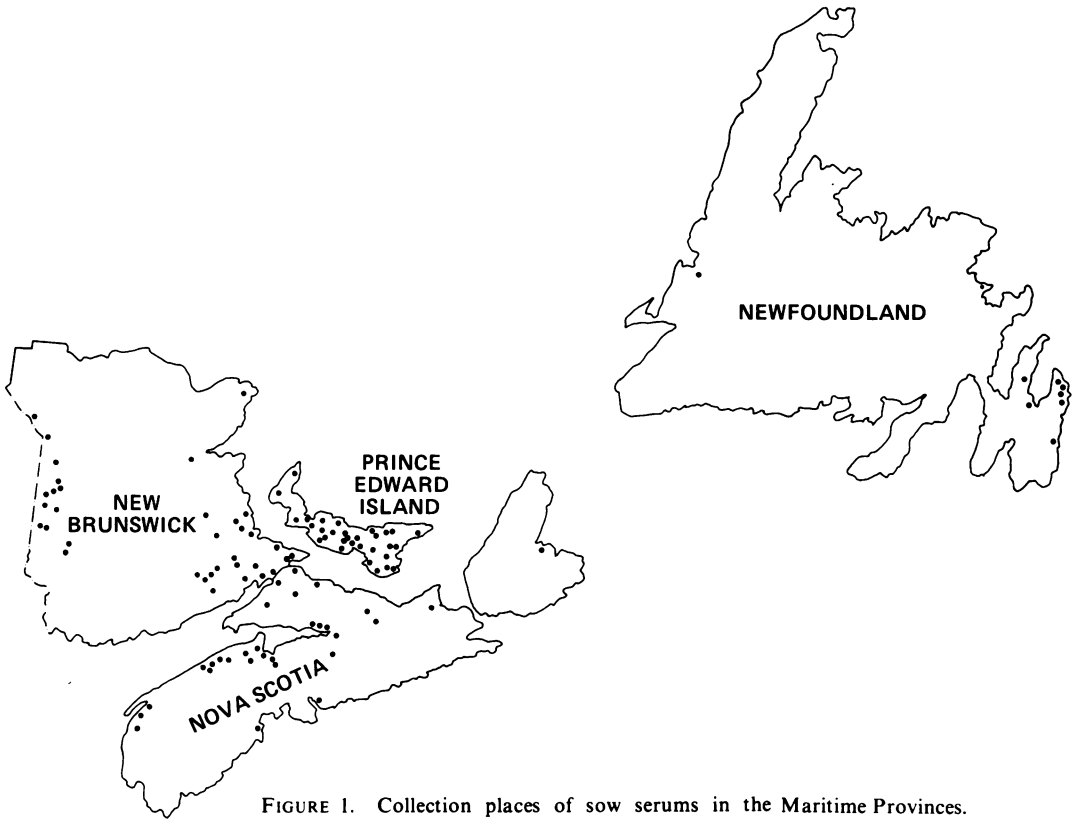 NEWFOUNDLAND
PRINCE
EDWARD
ISLAND
NEW
BRUNSWICK
NOVA SCOTIA
FIGURE 1. Collection places of sow serums in the Maritime Provinces.